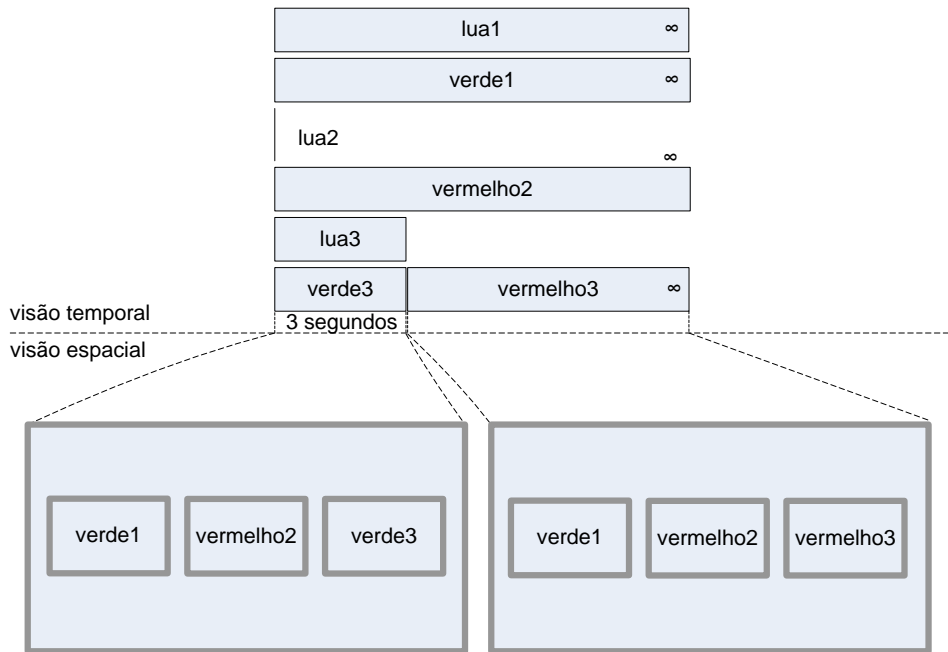 lua1 ∞
verde1 ∞
lua2
∞
vermelho2
lua3
verde3 vermelho3 ∞
visão temporal
3 segundos
visão espacial
verde1 vermelho2 verde3
verde1 vermelho2 vermelho3